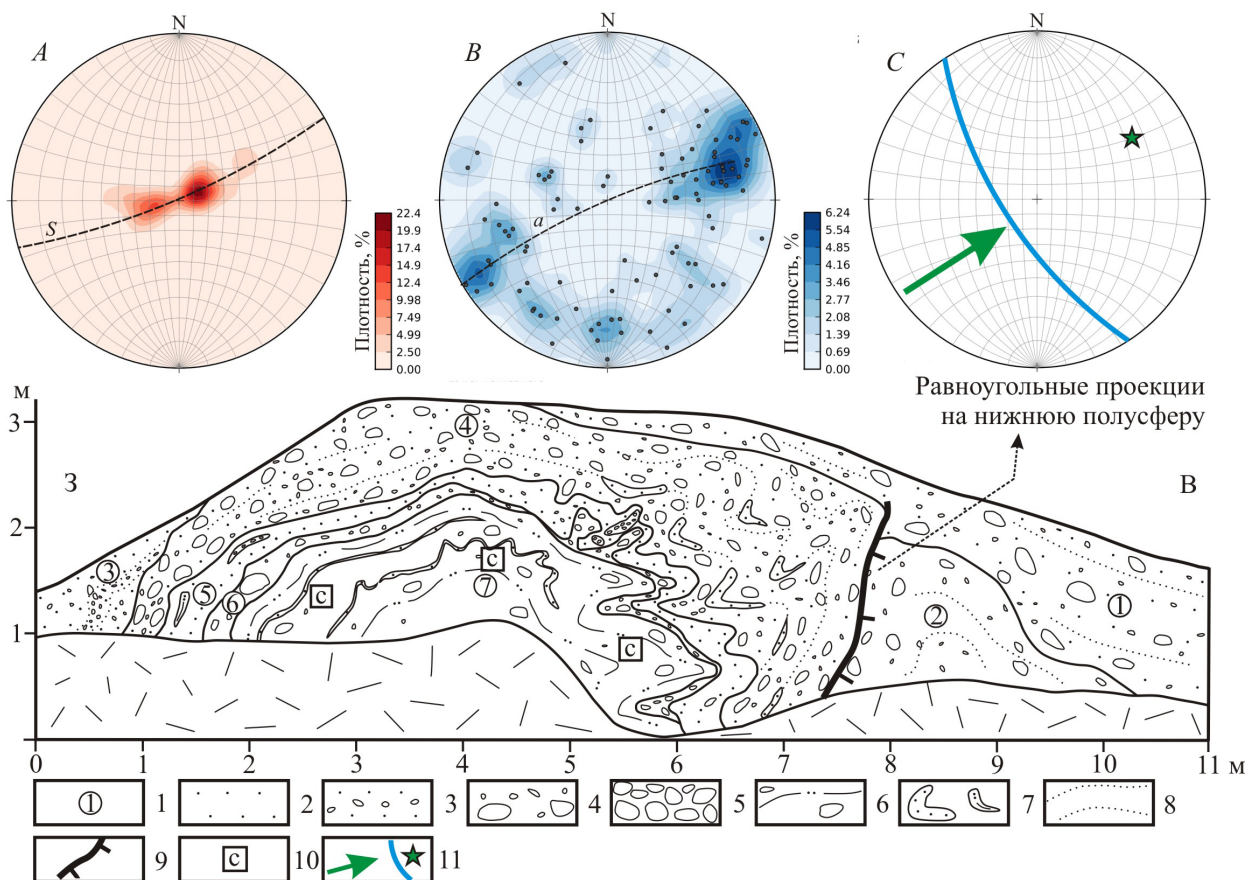 A
N
S
Плотность, %
22.4
19.9
17.4
14.9
12.4
9.98
7.49
4.99
2.50
0.00
B
N
a
Плотность, %
6.24
5.54
4.85
4.16
3.46
2.77
2.08
1.39
0.69
0.00
C
N
Равноугольные проекции
на нижнюю полусферу
м
3
2
1
З
В
4
3
5
6
7
c
c
c
2
1
0 1 2 3 4 5 6 7 8 9 10 11 м
1 1 2 3 4 5 6 7 8
9 c 10 11